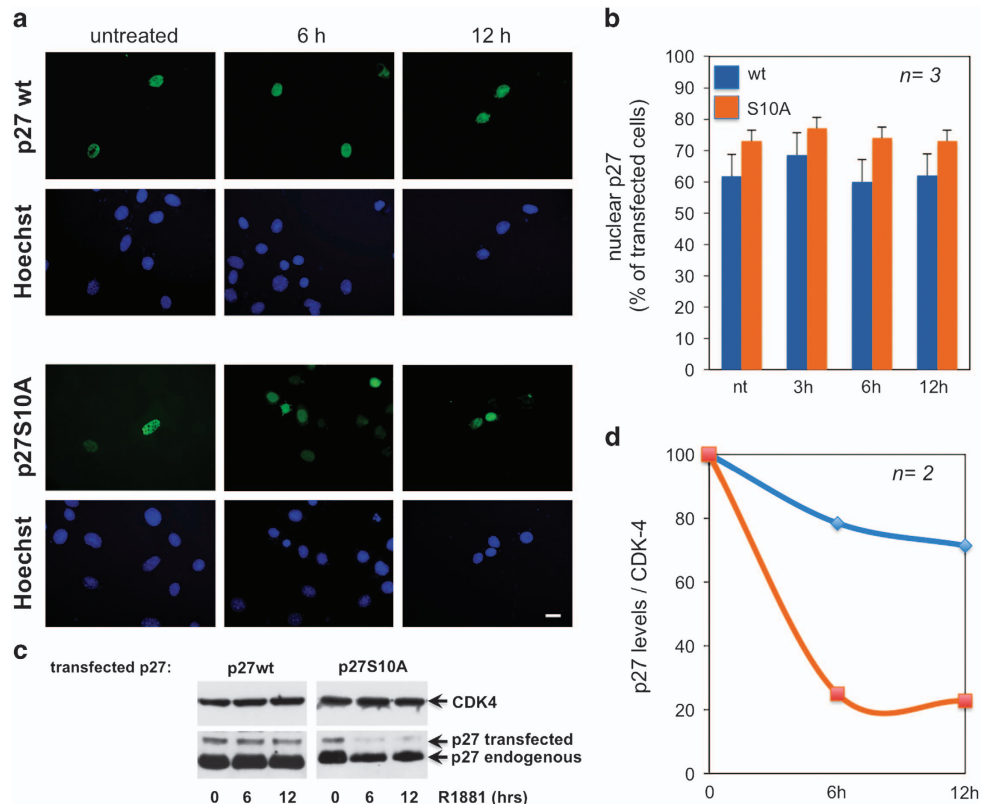 a
untreated 6 h 12 h
p27 wt
Hoechst
p27S10A
Hoechst
b
nuclear p27
(% of transfected cells)
100
90
80
70
60
50
40
30
20
10
0
wt
S10A
n= 3
nt 3h 6h 12h
c
transfected p27: p27wt p27S10A
CDK4
p27 transfected
p27 endogenous
0 6 12 0 6 12 R1881 (hrs)
d
p27 levels / CDK-4
100
80
60
40
20
0
n= 2
0 6h 12h